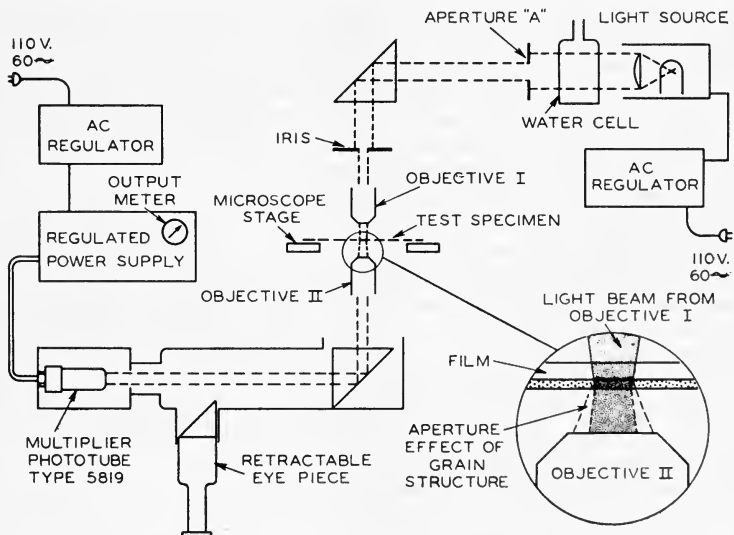 110 V.
60~
AC
REGULATOR
OUTPUT
METER
REGULATED
POWER SUPPLY
MULTIPLIER
PHOTOTUBE
TYPE 5819
RETRACTABLE
EYE PIECE
APERTURE "A"
LIGHT SOURCE
WATER CELL
IRIS
OBJECTIVE I
MICROSCOPE
STAGE
TEST SPECIMEN
OBJECTIVE II
AC
REGULATOR
110 V.
60~
LIGHT BEAM FROM
OBJECTIVE I
FILM
APERTURE
EFFECT OF
GRAIN
STRUCTURE
OBJECTIVE II